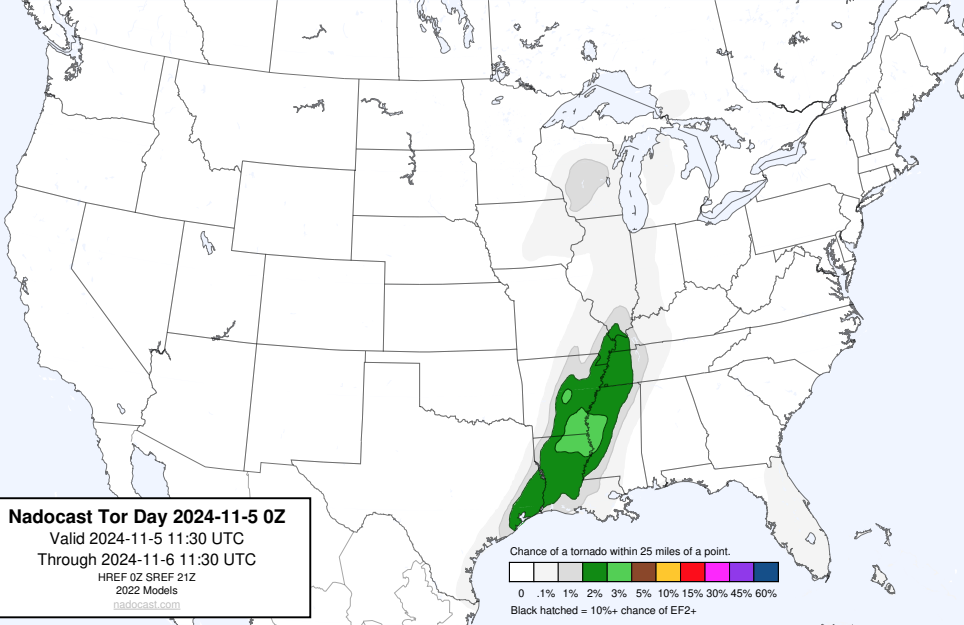 Nadocast Tor Day 2024-11-5 0Z
Valid 2024-11-5 11:30 UTC
Through 2024-11-6 11:30 UTC
HREF 0Z SREF 21Z
2022 Models
nadocast.com
Chance of a tornado within 25 miles of a point.
0 .1% 1% 2% 3% 5% 10% 15% 30% 45% 60%
Black hatched = 10%+ chance of EF2+